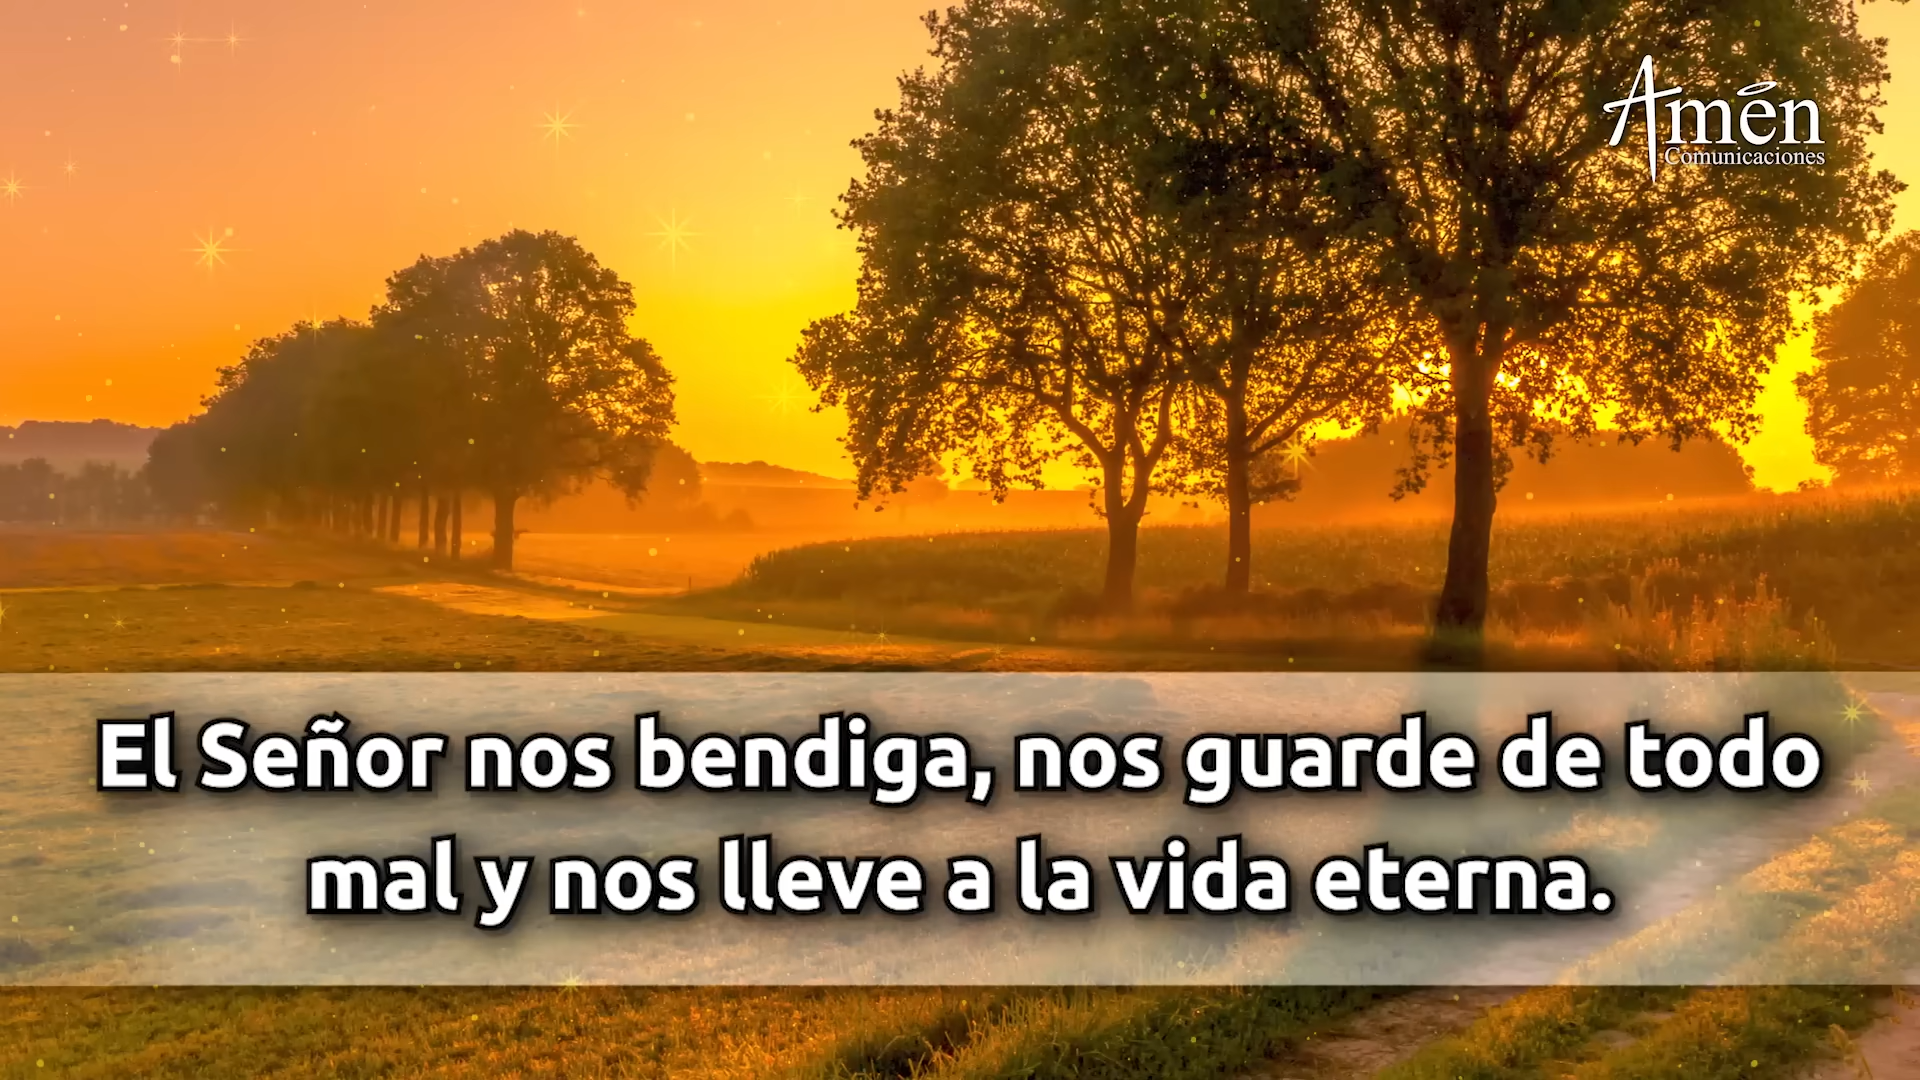 Amén
Comunicaciones
El Señor nos bendiga, nos guarde de todo
mal y nos lleve a la vida eterna.